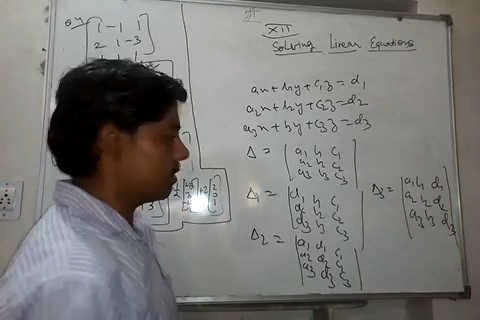 XII
Solving Linear Equations
1 -1 1
2 1 -3
a1x + b1y + c1z = d1
a2x + b2y + c2z = d2
a3x + b3y + c3z = d3
Δ = | a1 b1 c1
a2 b2 c2
a3 b3 c3 |
Δ1 = | d1 b1 c1
d2 b2 c2
d3 b3 c3 |
Δ3 = | a1 b1 d1
a2 b2 d2
a3 b3 d3 |
Δ2 = | a1 d1 c1
a2 d2 c2
a3 d3 c3 |